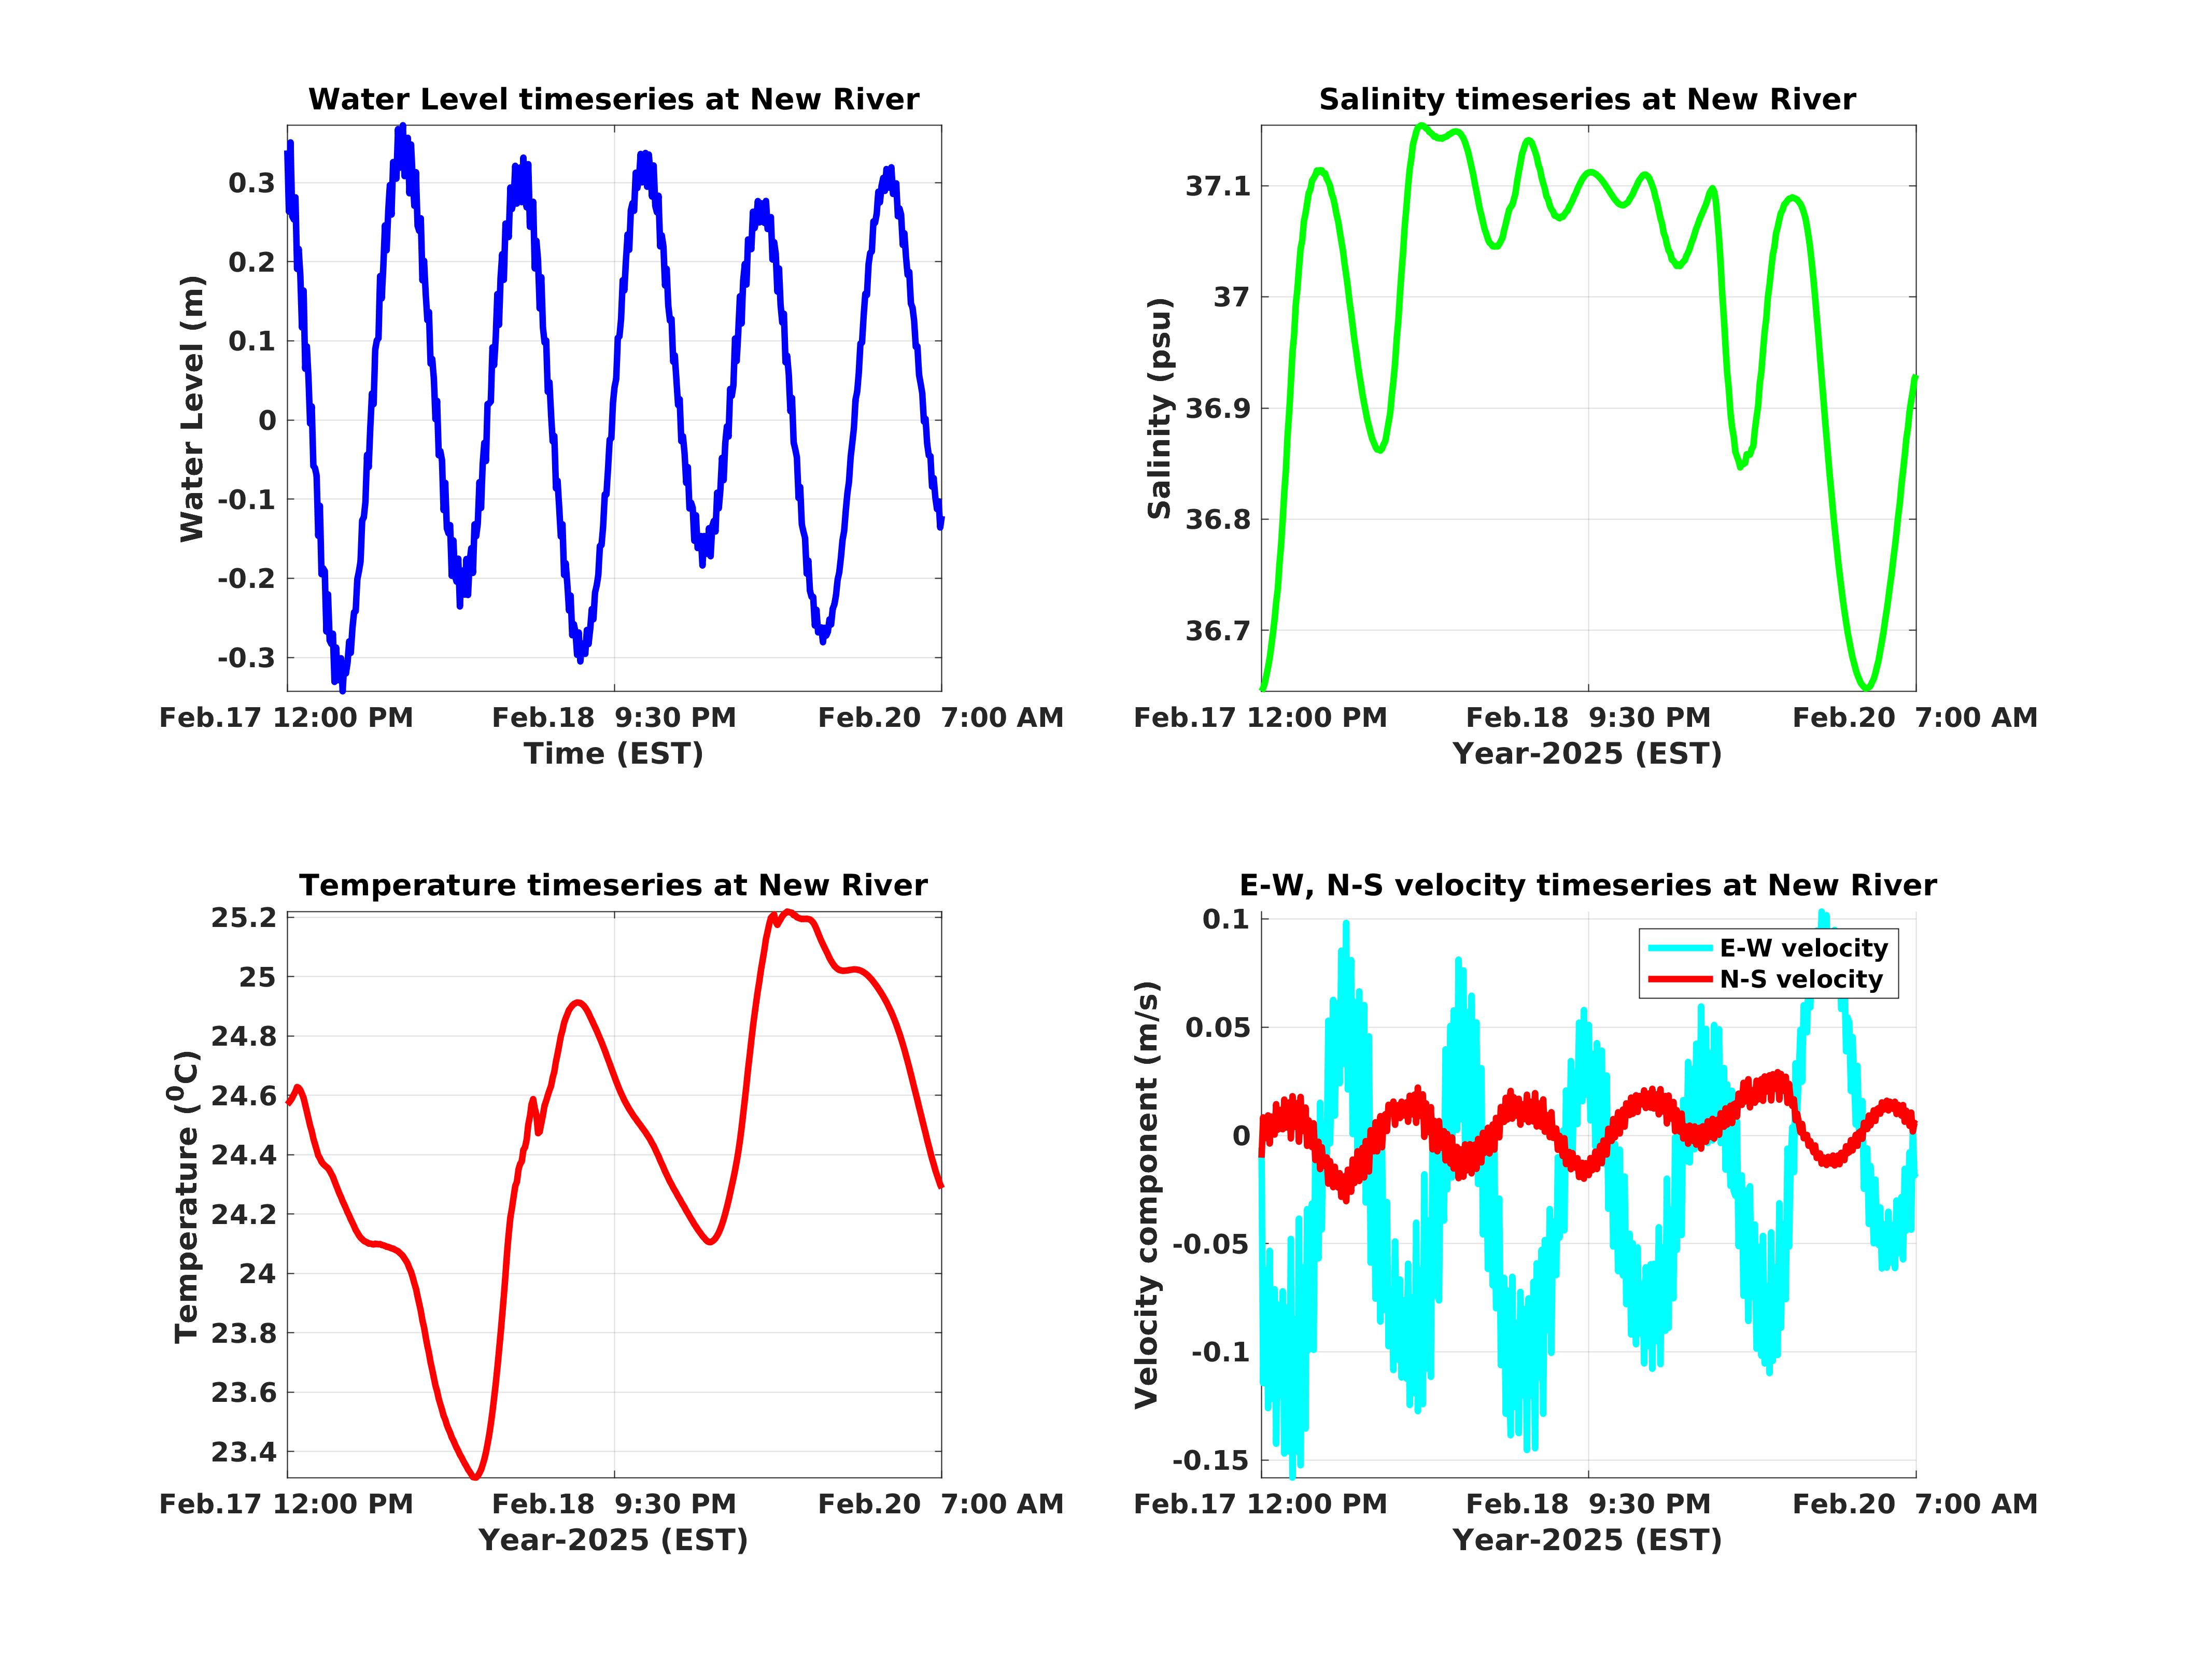 Water Level timeseries at New River
Water Level (m)
0.3
0.2
0.1
0
-0.1
-0.2
-0.3
Feb.17 12:00 PM
Feb.18 9:30 PM
Feb.20 7:00 AM
Time (EST)
Salinity timeseries at New River
Salinity (psu)
37.1
37
36.9
36.8
36.7
Feb.17 12:00 PM
Feb.18 9:30 PM
Feb.20 7:00 AM
Year-2025 (EST)
Temperature timeseries at New River
Temperature (⁰C)
25.2
25
24.8
24.6
24.4
24.2
24
23.8
23.6
23.4
Feb.17 12:00 PM
Feb.18 9:30 PM
Feb.20 7:00 AM
Year-2025 (EST)
E-W, N-S velocity timeseries at New River
Velocity component (m/s)
0.1
0.05
0
-0.05
-0.1
-0.15
E-W velocity
N-S velocity
Feb.17 12:00 PM
Feb.18 9:30 PM
Feb.20 7:00 AM
Year-2025 (EST)